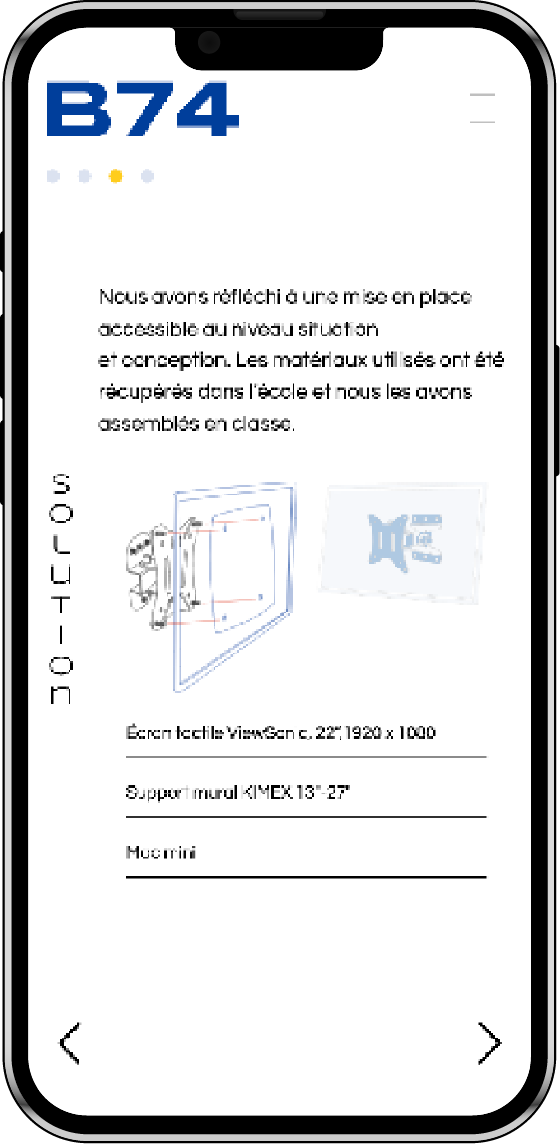 B74
Nous avons réfléchi à une mise en place
accessible au niveau situation
et conception. Les matériaux utilisés ont été
récupérés dans l'école et nous les avons
assemblés en classe.
SOLUTIOn
Écran tactile ViewSonic, 22", 1920 x 1080
Support mural KIMEX 13"-27"
Mac mini